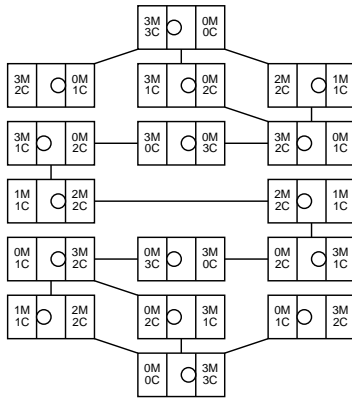 3M 0M
3C 0C
3M 0M 3M 0M 2M 1M
2C 1C 1C 2C 2C 1C
3M 0M 3M 0M 3M 0M
1C 2C 0C 3C 2C 1C
1M 2M 2M 1M
1C 2C 2C 1C
0M 3M 0M 3M 0M 3M
1C 2C 3C 0C 2C 1C
1M 2M 0M 3M 0M 3M
1C 2C 2C 1C 1C 2C
0M 3M
0C 3C